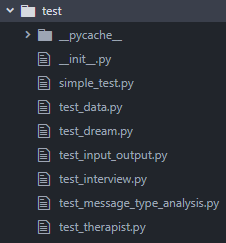 test
__pycache__
__init__.py
simple_test.py
test_data.py
test_dream.py
test_input_output.py
test_interview.py
test_message_type_analysis.py
test_therapist.py